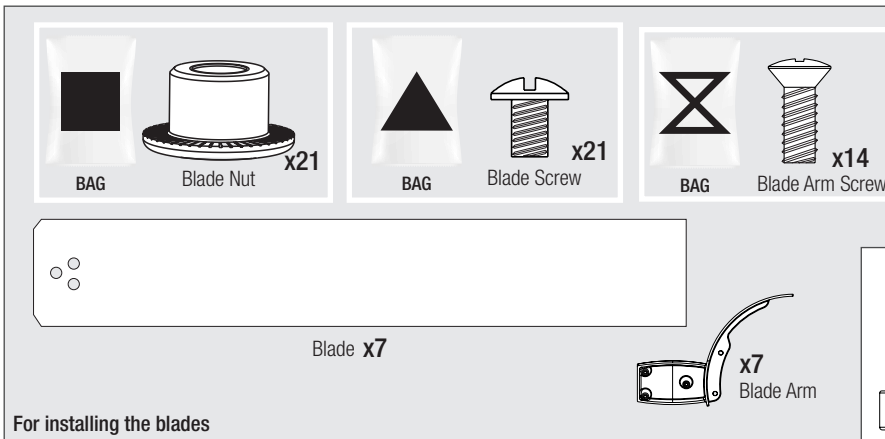 x21
BAG
Blade Nut
x21
BAG
Blade Screw
x14
BAG
Blade Arm Screw
Blade x7
x7
Blade Arm
For installing the blades